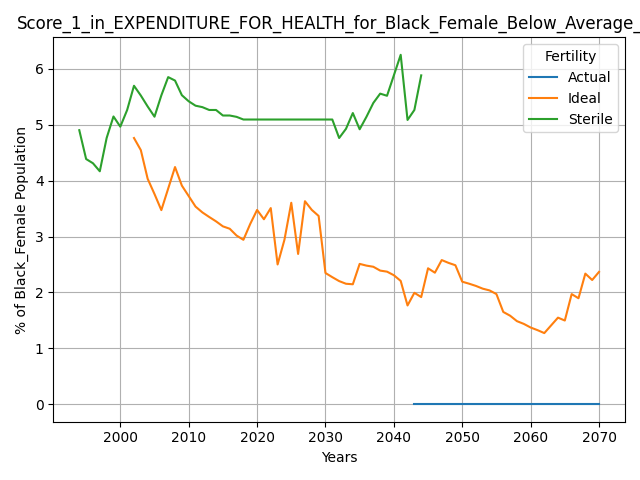 Score_1_in_EXPENDITURE_FOR_HEALTH_for_Black_Female_Below_Average_
Fertility
Actual
Ideal
Sterile
% of Black_Female Population
6
5
4
3
2
1
0
2000 2010 2020 2030 2040 2050 2060 2070
Years